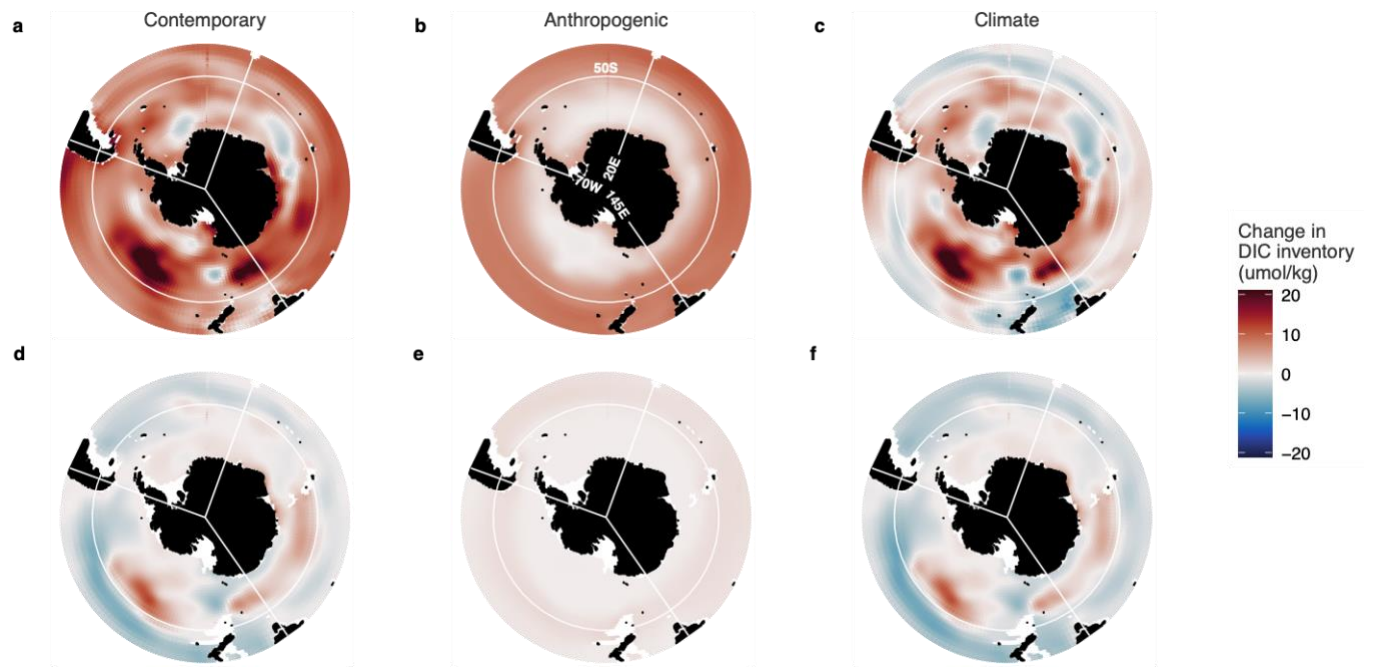 a
Contemporary
b
Anthropogenic
c
Climate
50S
20E
70W
145E
Change in
DIC inventory
(umol/kg)
20
10
0
−10
−20
d
e
f